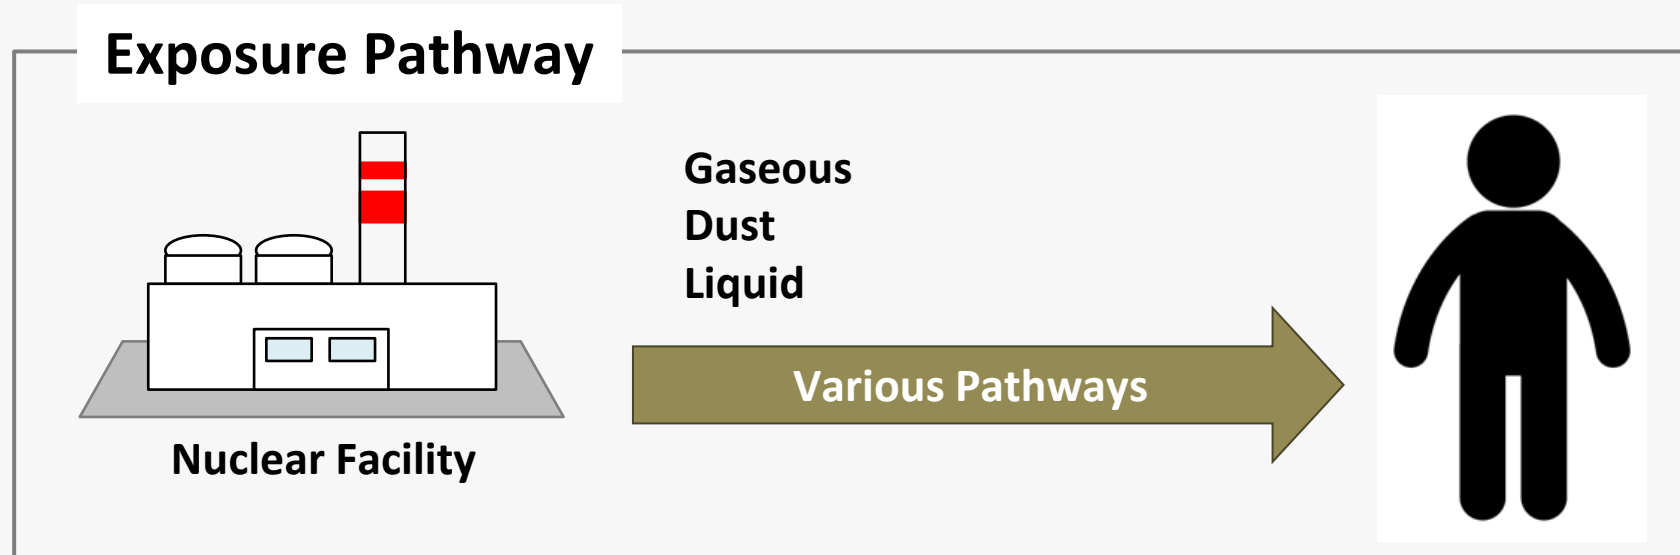 Exposure Pathway
Gaseous
Dust
Liquid
Various Pathways
Nuclear Facility